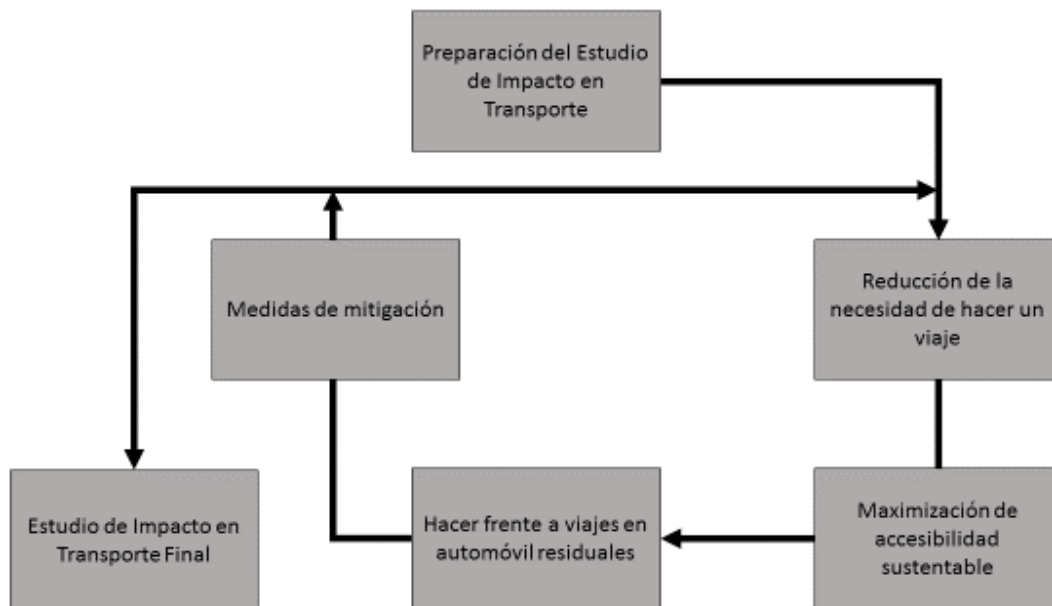 Preparación del Estudio
de Impacto en
Transporte
Medidas de mitigación
Reducción de la
necesidad de hacer un
viaje
Estudio de Impacto en
Transporte Final
Hacer frente a viajes en
automóvil residuales
Maximización de
accesibilidad
sustentable